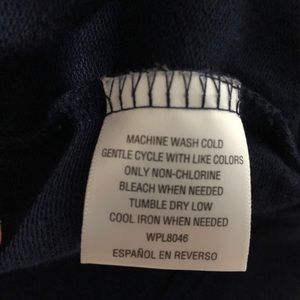 MACHINE WASH COLD
GENTLE CYCLE WITH LIKE COLORS
ONLY NON-CHLORINE
BLEACH WHEN NEEDED
TUMBLE DRY LOW
COOL IRON WHEN NEEDED
WPL8046
ESPAÑOL EN REVERSO